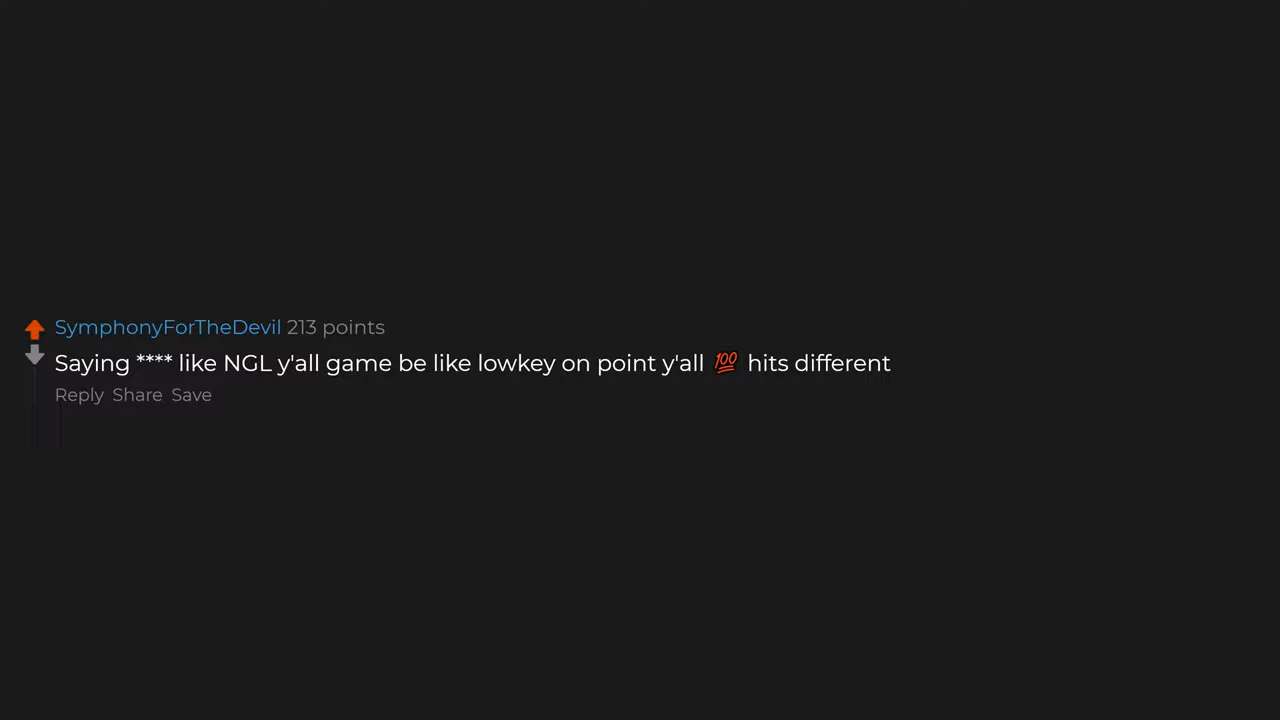 SymphonyForTheDevil 213 points
Saying **** like NGL y'all game be like lowkey on point y'all 💯 hits different
Reply Share Save